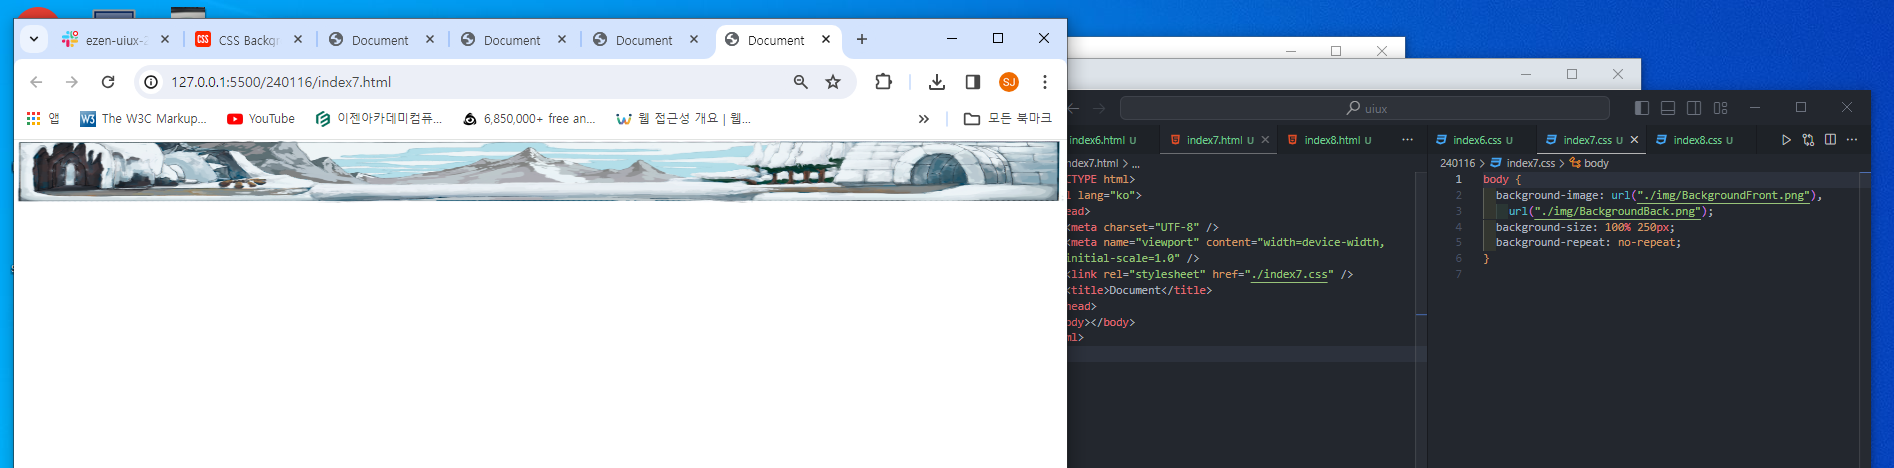 ezen-uiux-2
CSS Backgr
Document
Document
Document
Document
127.0.0.1:5500/240116/index7.html
SJ
앱
The W3C Markup...
YouTube
이젠아카데미컴퓨...
6,850,000+ free an...
웹 접근성 개요 | 웹...
모든 북마크
uiux
index6.html U
index7.html U
index8.html U
index6.css U
index7.css U
index8.css U
ndex7.html > ...
CTYPE html>
l lang="ko">
ead>
<meta charset="UTF-8" />
<meta name="viewport" content="width=device-width,
initial-scale=1.0" />
<link rel="stylesheet" href="./index7.css" />
<title>Document</title>
head>
ody></body>
ml>
240116 > index7.css > body
1 body {
2 background-image: url("./img/BackgroundFront.png"),
3 url("./img/BackgroundBack.png");
4 background-size: 100% 250px;
5 background-repeat: no-repeat;
6 }
7